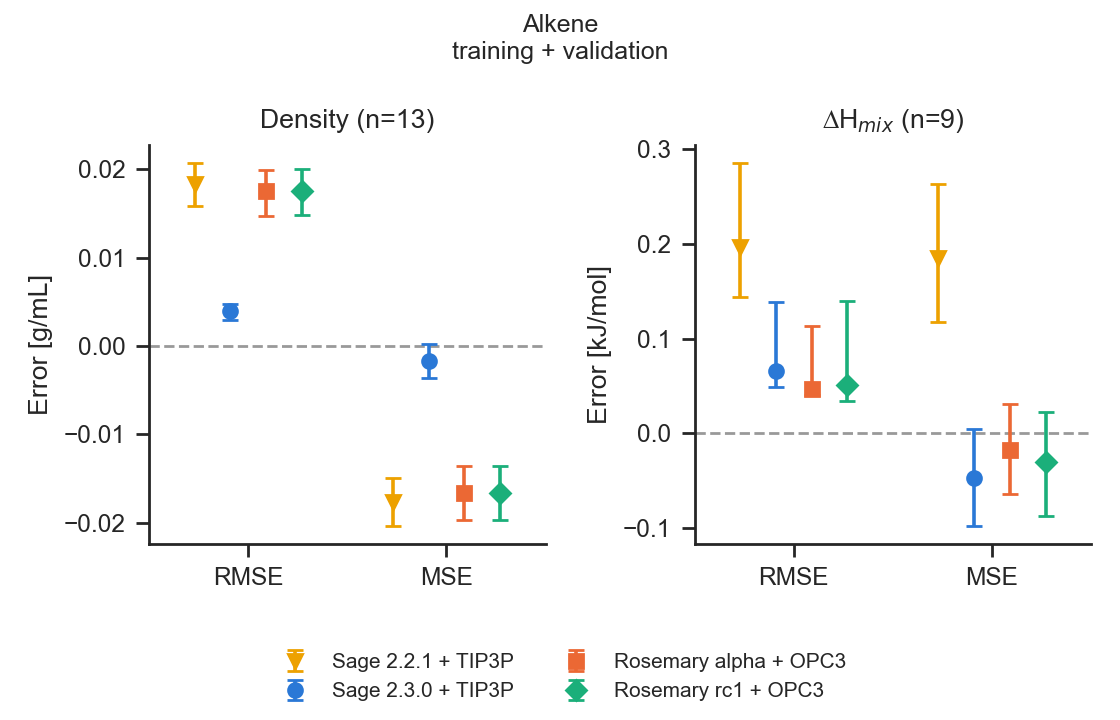 Alkene
training + validation
Density (n=13)
ΔH_mix (n=9)
Error [g/mL]
0.02
0.01
0.00
−0.01
−0.02
RMSE
MSE
Error [kJ/mol]
0.3
0.2
0.1
0.0
−0.1
RMSE
MSE
Sage 2.2.1 + TIP3P
Sage 2.3.0 + TIP3P
Rosemary alpha + OPC3
Rosemary rc1 + OPC3